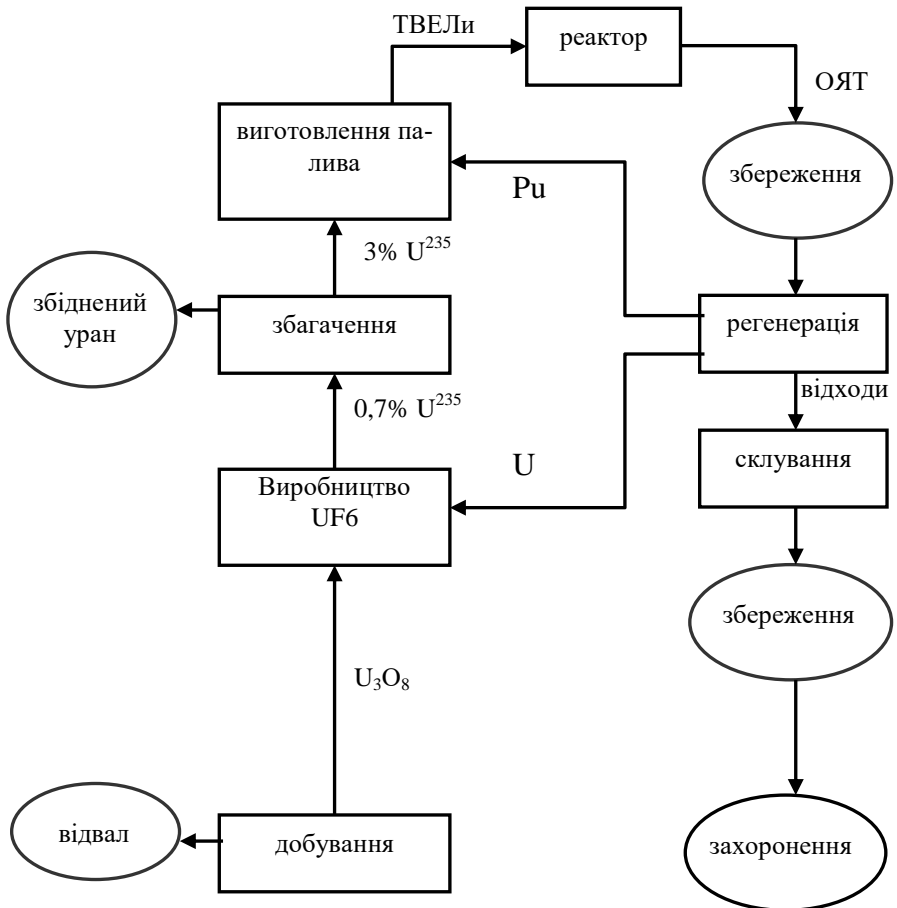 ТВЕЛи
реактор
ОЯТ
виготовлення па-
лива
збереження
Pu
3% U²³⁵
збіднений
уран
збагачення
регенерація
відходи
0,7% U²³⁵
U
склування
Виробництво
UF6
збереження
U₃O₈
відвал
добування
захоронення